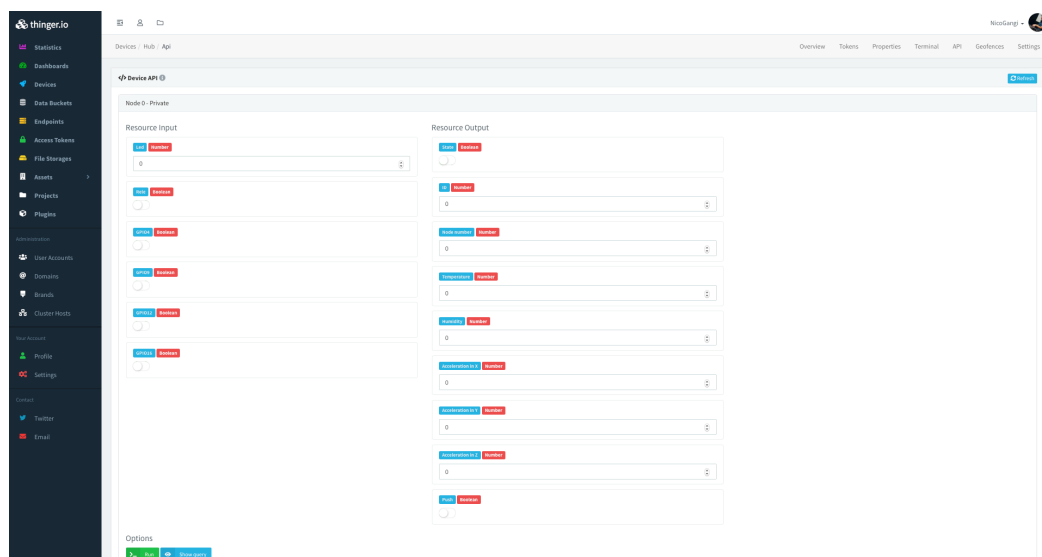 thinger.io
NicoGangi
Statistics
Devices / Hub / Api
Overview Tokens Properties Terminal API Geofences Settings
Dashboards
</> Device API
Refresh
Devices
Data Buckets
Node 0 - Private
Endpoints
Resource Input
Resource Output
Access Tokens
Led Number
State Boolean
File Storages
0
Assets
Rele Boolean
ID Number
Projects
0
Plugins
GPIO4 Boolean
Node number Number
Administration
0
User Accounts
GPIO9 Boolean
Temperature Number
Domains
0
Brands
Cluster Hosts
GPIO12 Boolean
Humidity Number
Your Account
0
Profile
GPIO16 Boolean
Acceleration in X Number
Settings
0
Contact
Acceleration in Y Number
Twitter
0
Email
Acceleration in Z Number
0
Push Boolean
Options
Run
Show query